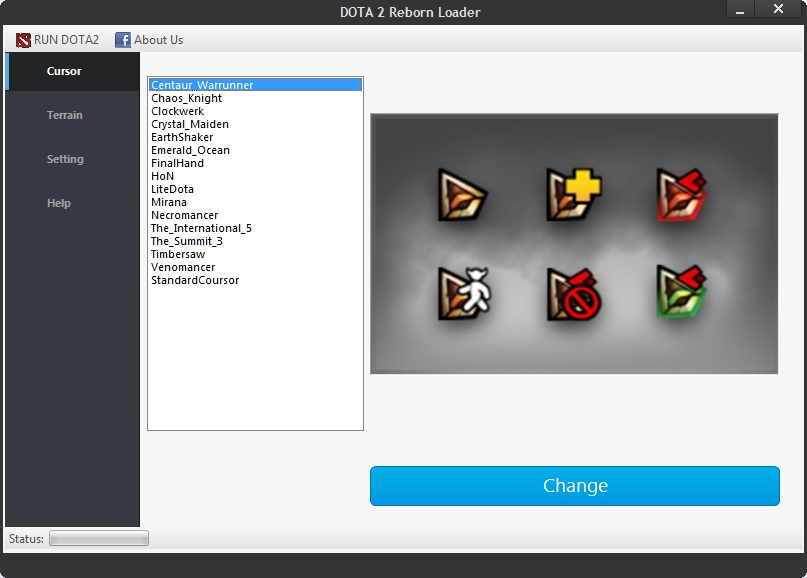 DOTA 2 Reborn Loader
RUN DOTA2
About Us
Cursor
Terrain
Setting
Help
Centaur_Warrunner
Chaos_Knight
Clockwerk
Crystal_Maiden
EarthShaker
Emerald_Ocean
FinalHand
HoN
LiteDota
Mirana
Necromancer
The_International_5
The_Summit_3
Timbersaw
Venomancer
StandardCoursor
Change
Status: